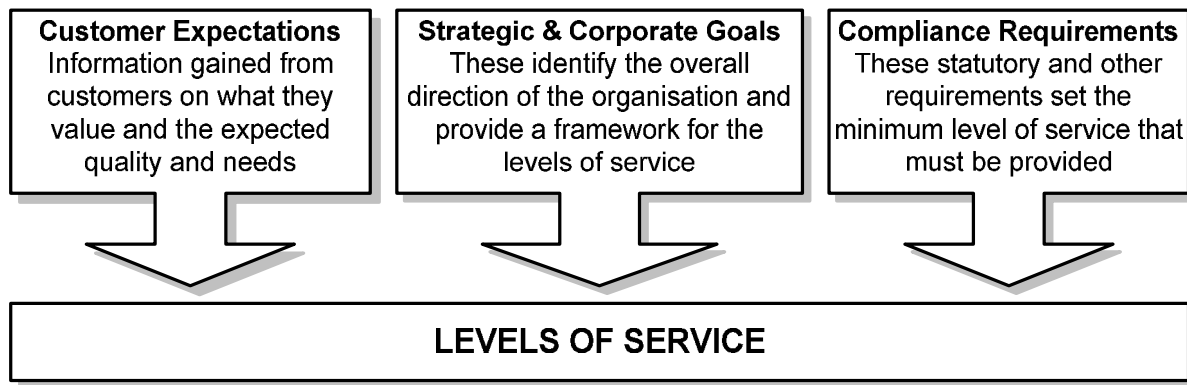 Customer Expectations
Information gained from
customers on what they
value and the expected
quality and needs
Strategic & Corporate Goals
These identify the overall
direction of the organisation and
provide a framework for the
levels of service
Compliance Requirements
These statutory and other
requirements set the
minimum level of service that
must be provided
LEVELS OF SERVICE